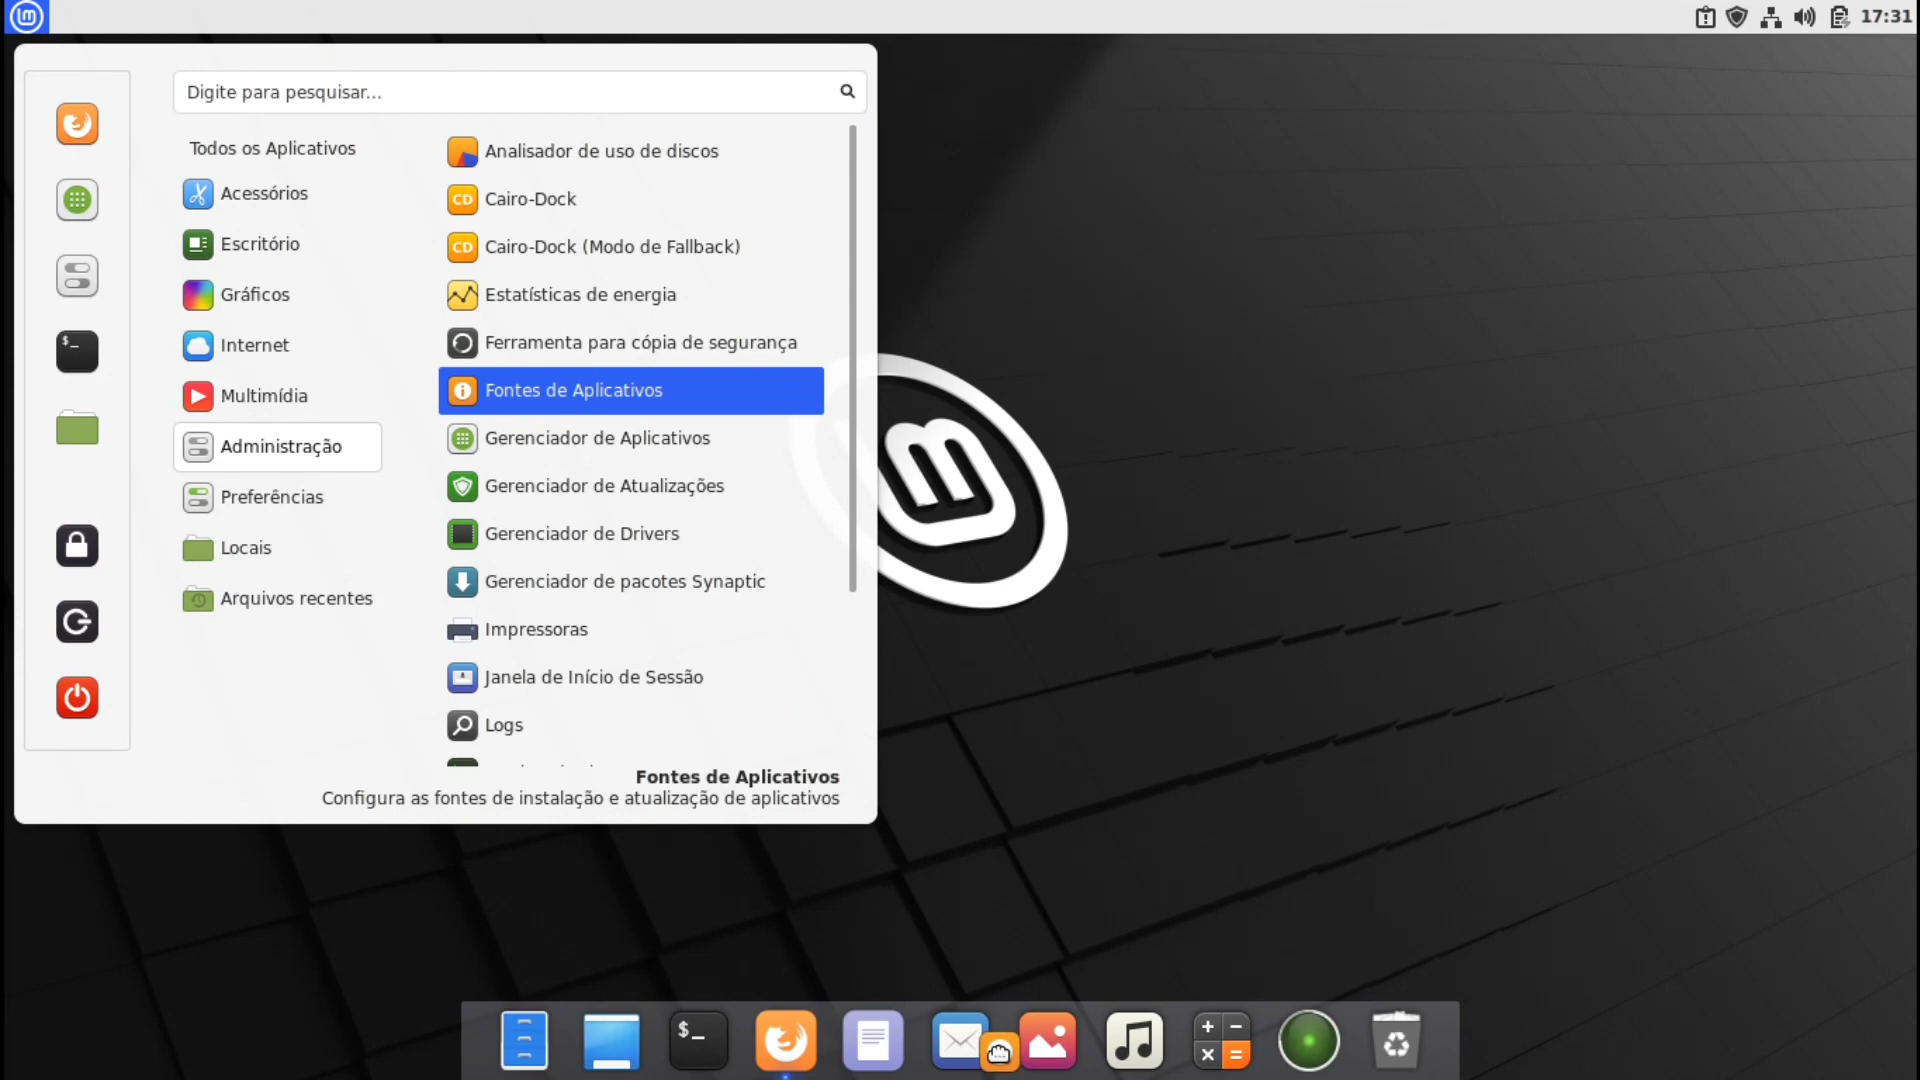 17:31
Digite para pesquisar...
Todos os Aplicativos
Acessórios
Escritório
Gráficos
Internet
Multimídia
Administração
Preferências
Locais
Arquivos recentes
Analisador de uso de discos
CD Cairo-Dock
CD Cairo-Dock (Modo de Fallback)
Estatísticas de energia
Ferramenta para cópia de segurança
Fontes de Aplicativos
Gerenciador de Aplicativos
Gerenciador de Atualizações
Gerenciador de Drivers
Gerenciador de pacotes Synaptic
Impressoras
Janela de Início de Sessão
Logs
Fontes de Aplicativos
Configura as fontes de instalação e atualização de aplicativos
$_
$_